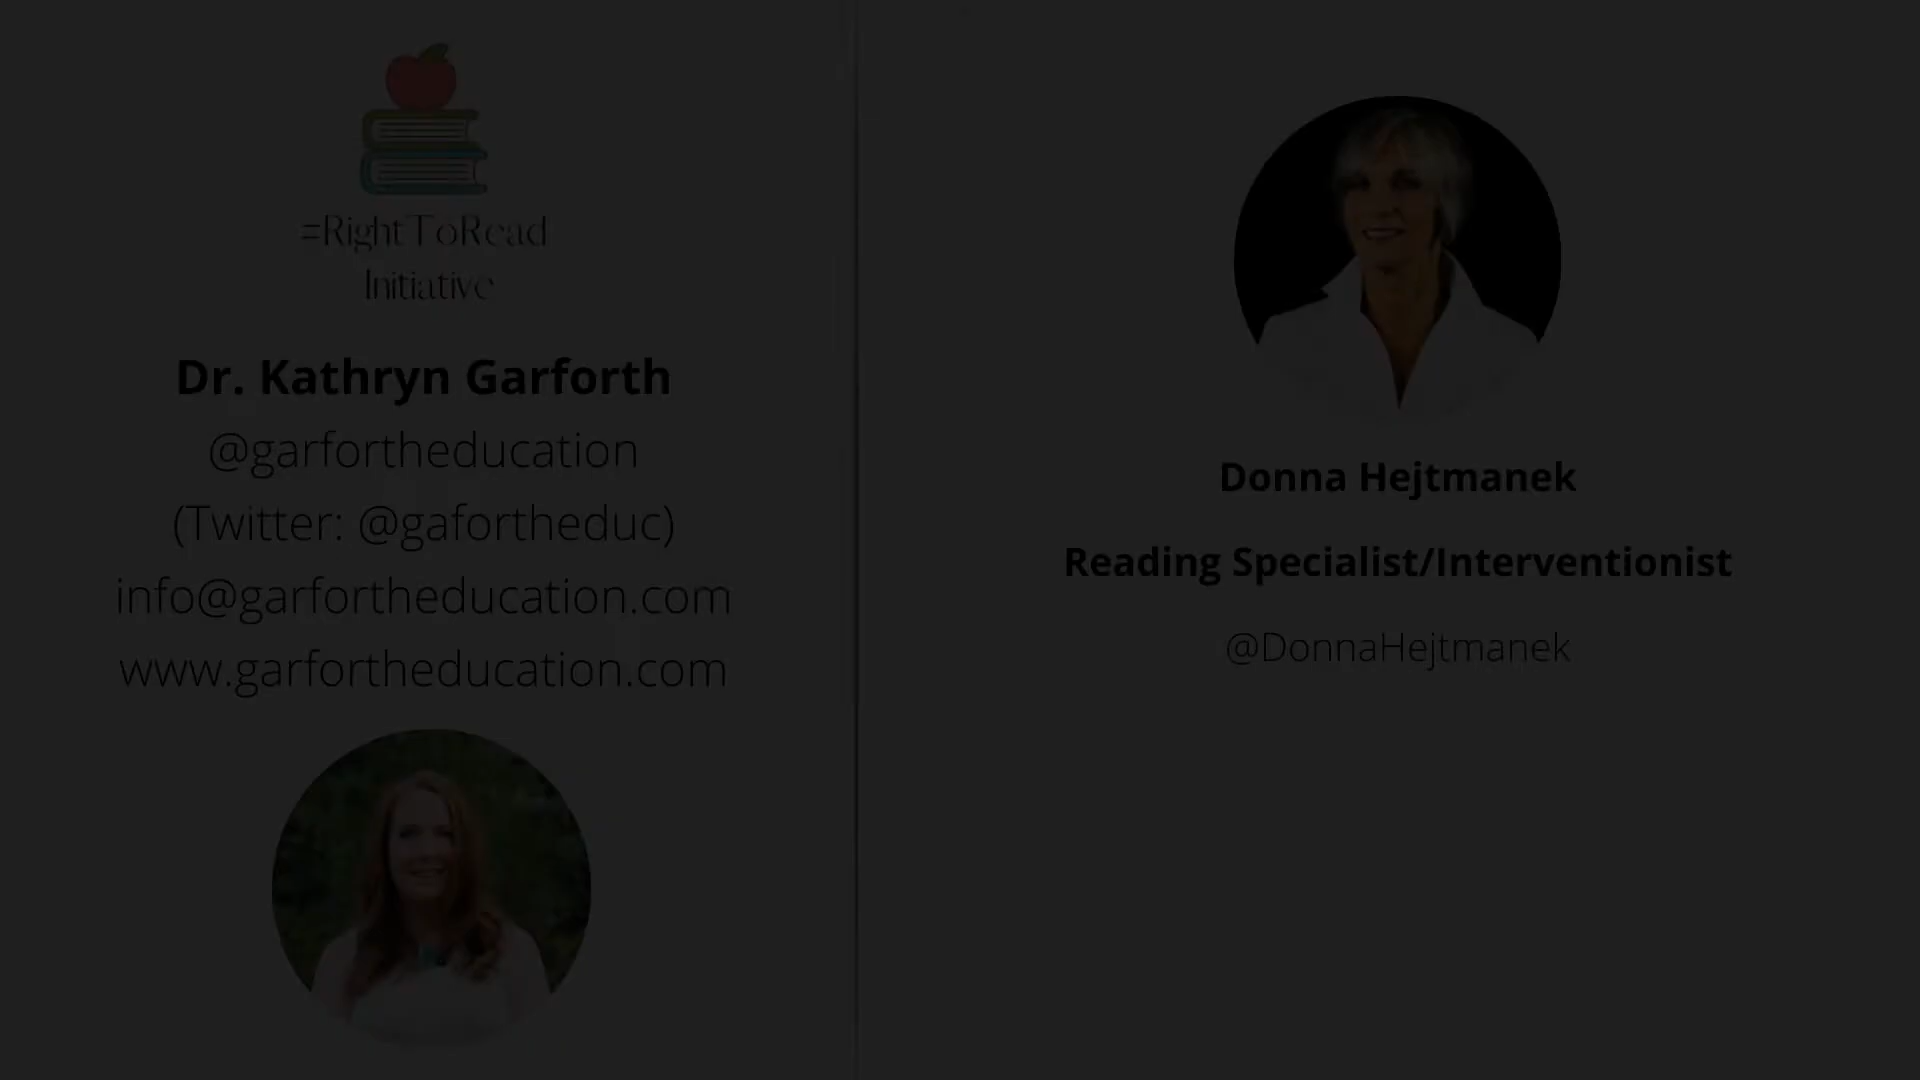 =RightToRead
Initiative
Dr. Kathryn Garforth
@garfortheducation
(Twitter: @gafortheduc)
info@garfortheducation.com
www.garfortheducation.com
Donna Hejtmanek
Reading Specialist/Interventionist
@DonnaHejtmanek